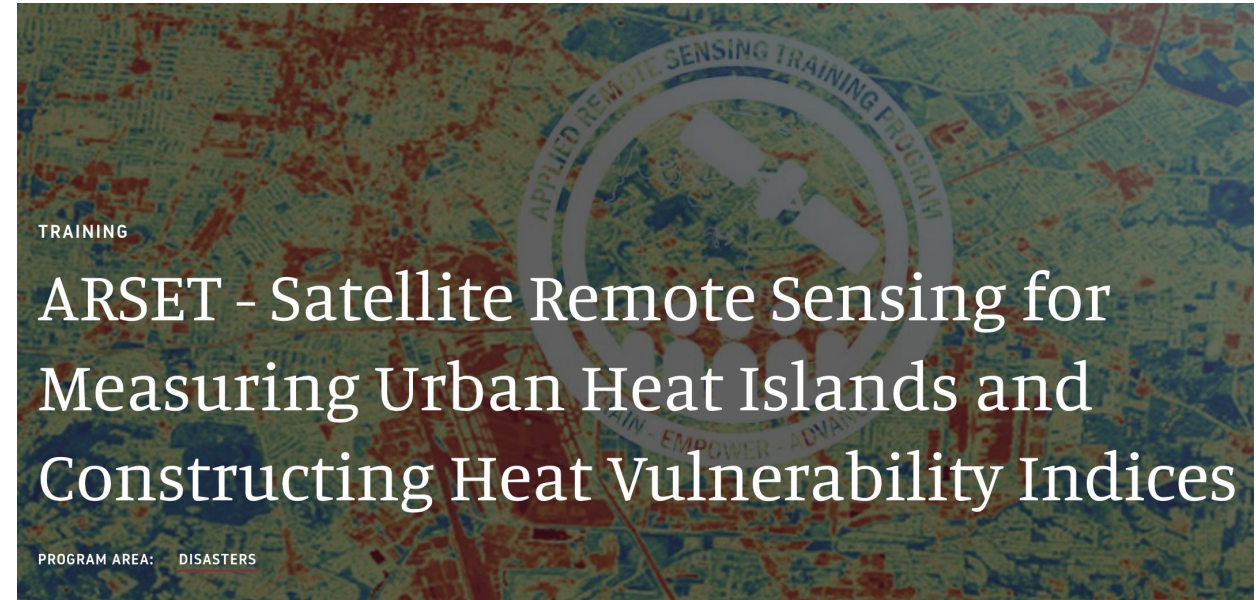 APPLIED REMOTE SENSING TRAINING PROGRAM
TRAINING
ARSET - Satellite Remote Sensing for
Measuring Urban Heat Islands and
Constructing Heat Vulnerability Indices
EMPOWER
PROGRAM AREA: DISASTERS